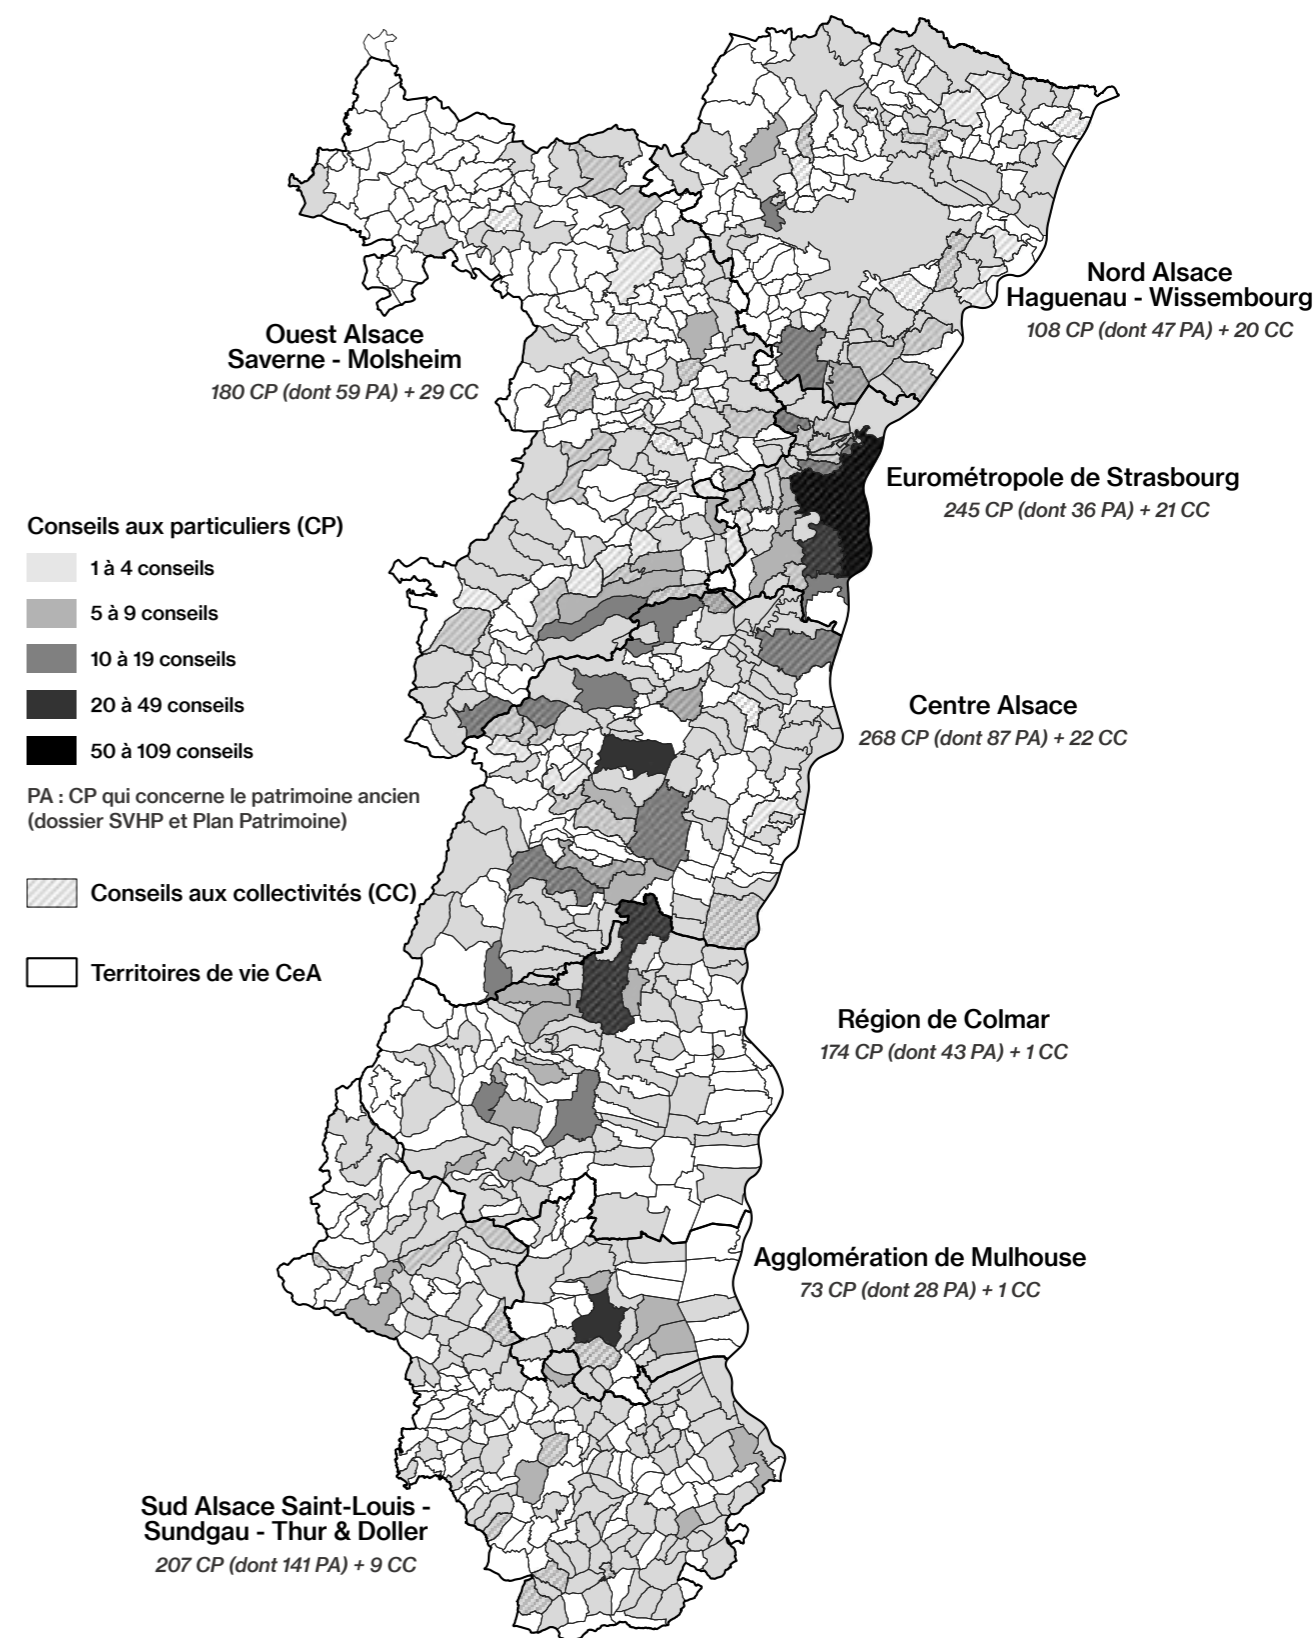 Nord Alsace
Haguenau - Wissembourg
108 CP (dont 47 PA) + 20 CC
Ouest Alsace
Saverne - Molsheim
180 CP (dont 59 PA) + 29 CC
Eurométropole de Strasbourg
245 CP (dont 36 PA) + 21 CC
Conseils aux particuliers (CP)
1 à 4 conseils
5 à 9 conseils
10 à 19 conseils
20 à 49 conseils
50 à 109 conseils
PA : CP qui concerne le patrimoine ancien
(dossier SVHP et Plan Patrimoine)
Conseils aux collectivités (CC)
Territoires de vie CeA
Centre Alsace
268 CP (dont 87 PA) + 22 CC
Région de Colmar
174 CP (dont 43 PA) + 1 CC
Agglomération de Mulhouse
73 CP (dont 28 PA) + 1 CC
Sud Alsace Saint-Louis -
Sundgau - Thur & Doller
207 CP (dont 141 PA) + 9 CC